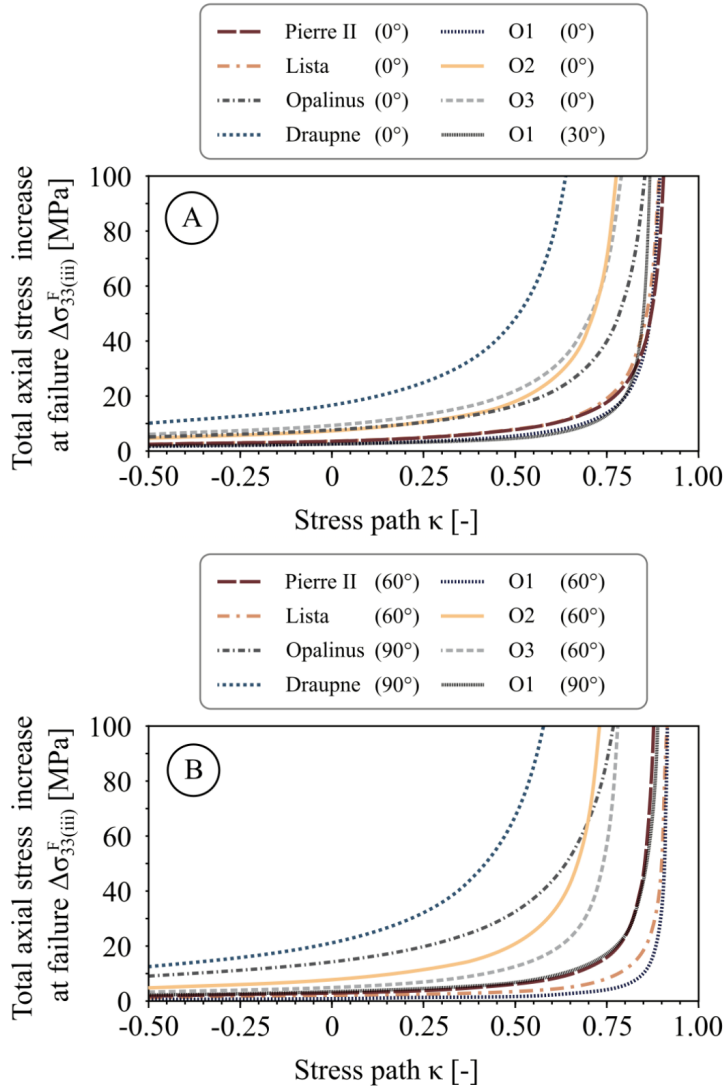 Pierre II (0°) O1 (0°)
Lista (0°) O2 (0°)
Opalinus (0°) O3 (0°)
Draupne (0°) O1 (30°)
Total axial stress increase
at failure Δσ^F_33(iii) [MPa]
100
80
60
40
20
0
A
-0.50 -0.25 0 0.25 0.50 0.75 1.00
Stress path κ [-]
Pierre II (60°) O1 (60°)
Lista (60°) O2 (60°)
Opalinus (90°) O3 (60°)
Draupne (90°) O1 (90°)
Total axial stress increase
at failure Δσ^F_33(iii) [MPa]
100
80
60
40
20
0
B
-0.50 -0.25 0 0.25 0.50 0.75 1.00
Stress path κ [-]